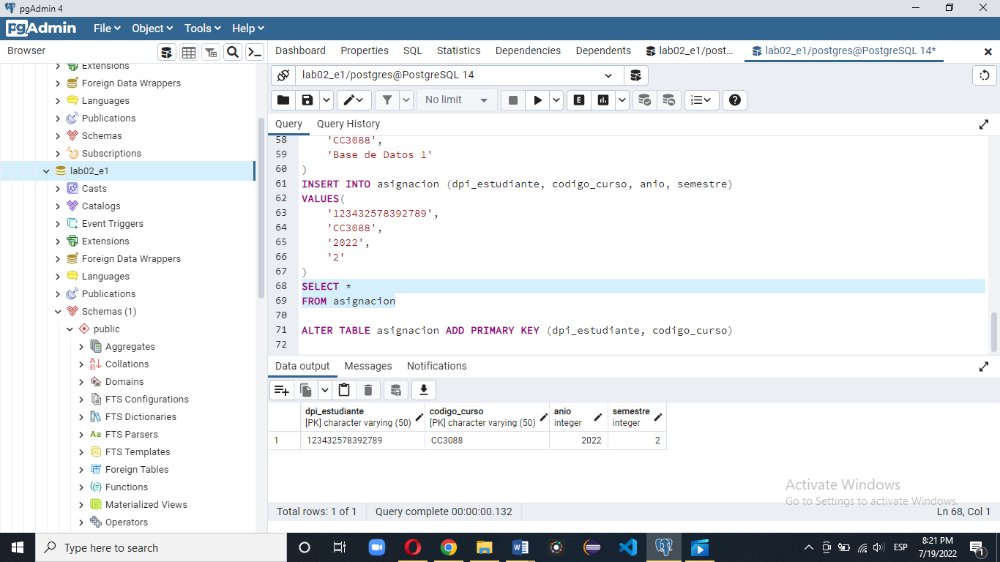 pgAdmin 4
pgAdmin File Object Tools Help
Browser
Dashboard Properties SQL Statistics Dependencies Dependents lab02_e1/post... lab02_e1/postgres@PostgreSQL 14*
Extensions
Foreign Data Wrappers
Languages
Publications
Schemas
Subscriptions
lab02_e1
Casts
Catalogs
Event Triggers
Extensions
Foreign Data Wrappers
Languages
Publications
Schemas (1)
public
Aggregates
Collations
Domains
FTS Configurations
FTS Dictionaries
Aa FTS Parsers
FTS Templates
Foreign Tables
Functions
Materialized Views
Operators
lab02_e1/postgres@PostgreSQL 14
No limit E
Query Query History
58 'CC3088',
59 'Base de Datos 1'
60 )
61 INSERT INTO asignacion (dpi_estudiante, codigo_curso, anio, semestre)
62 VALUES(
63 '123432578392789',
64 'CC3088',
65 '2022',
66 '2'
67 )
68 SELECT *
69 FROM asignacion
70
71 ALTER TABLE asignacion ADD PRIMARY KEY (dpi_estudiante, codigo_curso)
72
Data output Messages Notifications
dpi_estudiante codigo_curso anio semestre
[PK] character varying (50) [PK] character varying (50) integer integer
1 123432578392789 CC3088 2022 2
Activate Windows
Go to Settings to activate Windows.
Total rows: 1 of 1 Query complete 00:00:00.132 Ln 68, Col 1
Type here to search
ESP
8:21 PM
7/19/2022
1